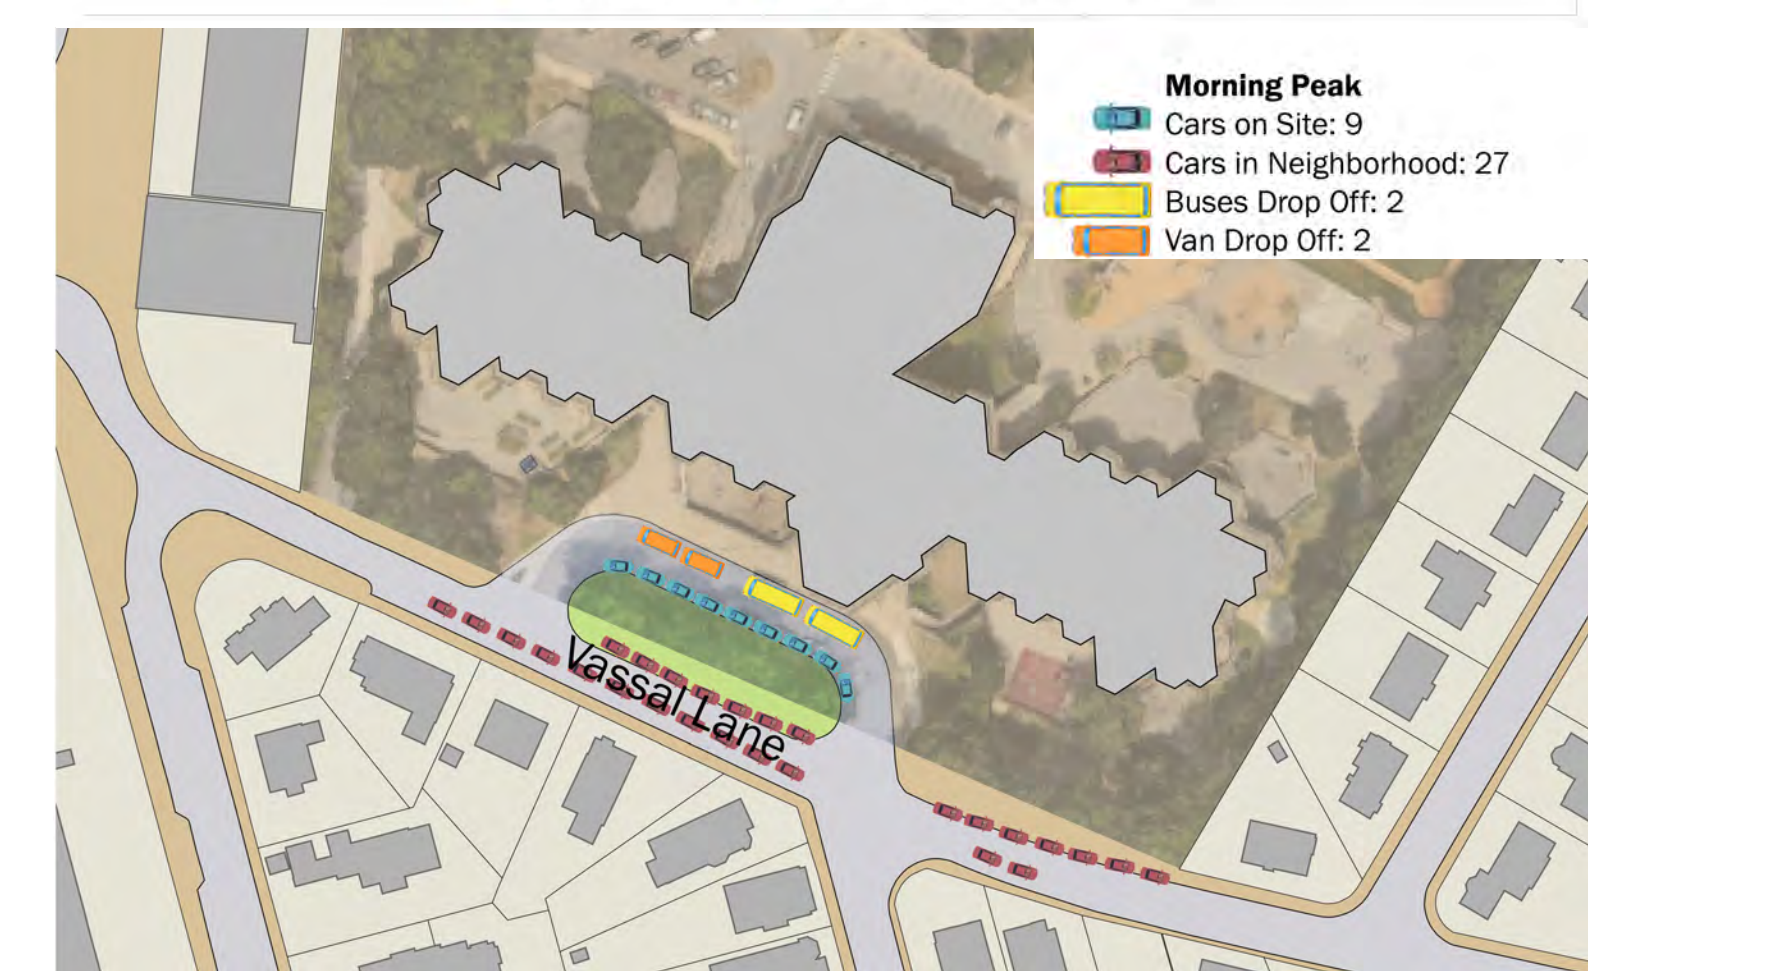 Morning Peak
Cars on Site: 9
Cars in Neighborhood: 27
Buses Drop Off: 2
Van Drop Off: 2
Vassal Lane